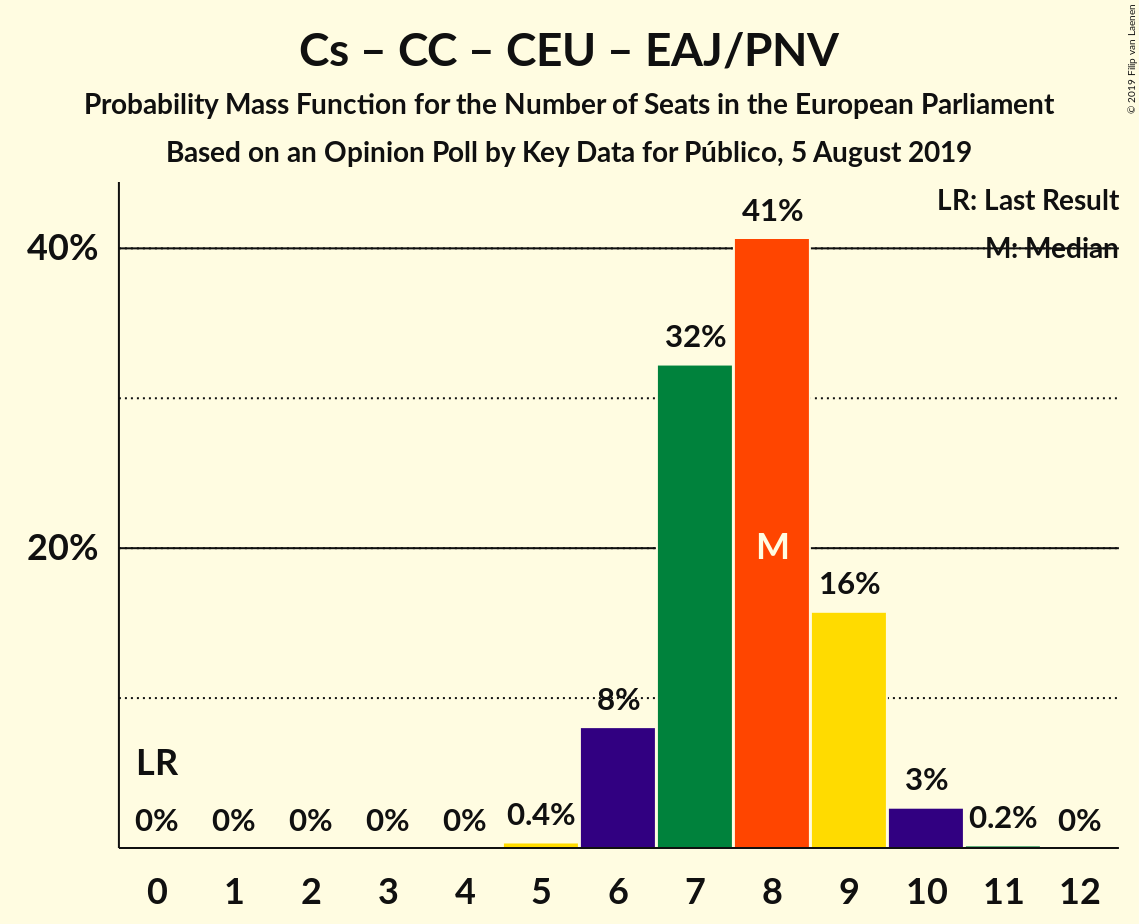 Cs – CC – CEU – EAJ/PNV
Probability Mass Function for the Number of Seats in the European Parliament
Based on an Opinion Poll by Key Data for Público, 5 August 2019
© 2019 Filip van Laenen
LR: Last Result
M: Median
40%
20%
41%
32%
M
16%
8%
LR
3%
0%
0%
0%
0%
0%
0.4%
0.2%
0%
0 1 2 3 4 5 6 7 8 9 10 11 12